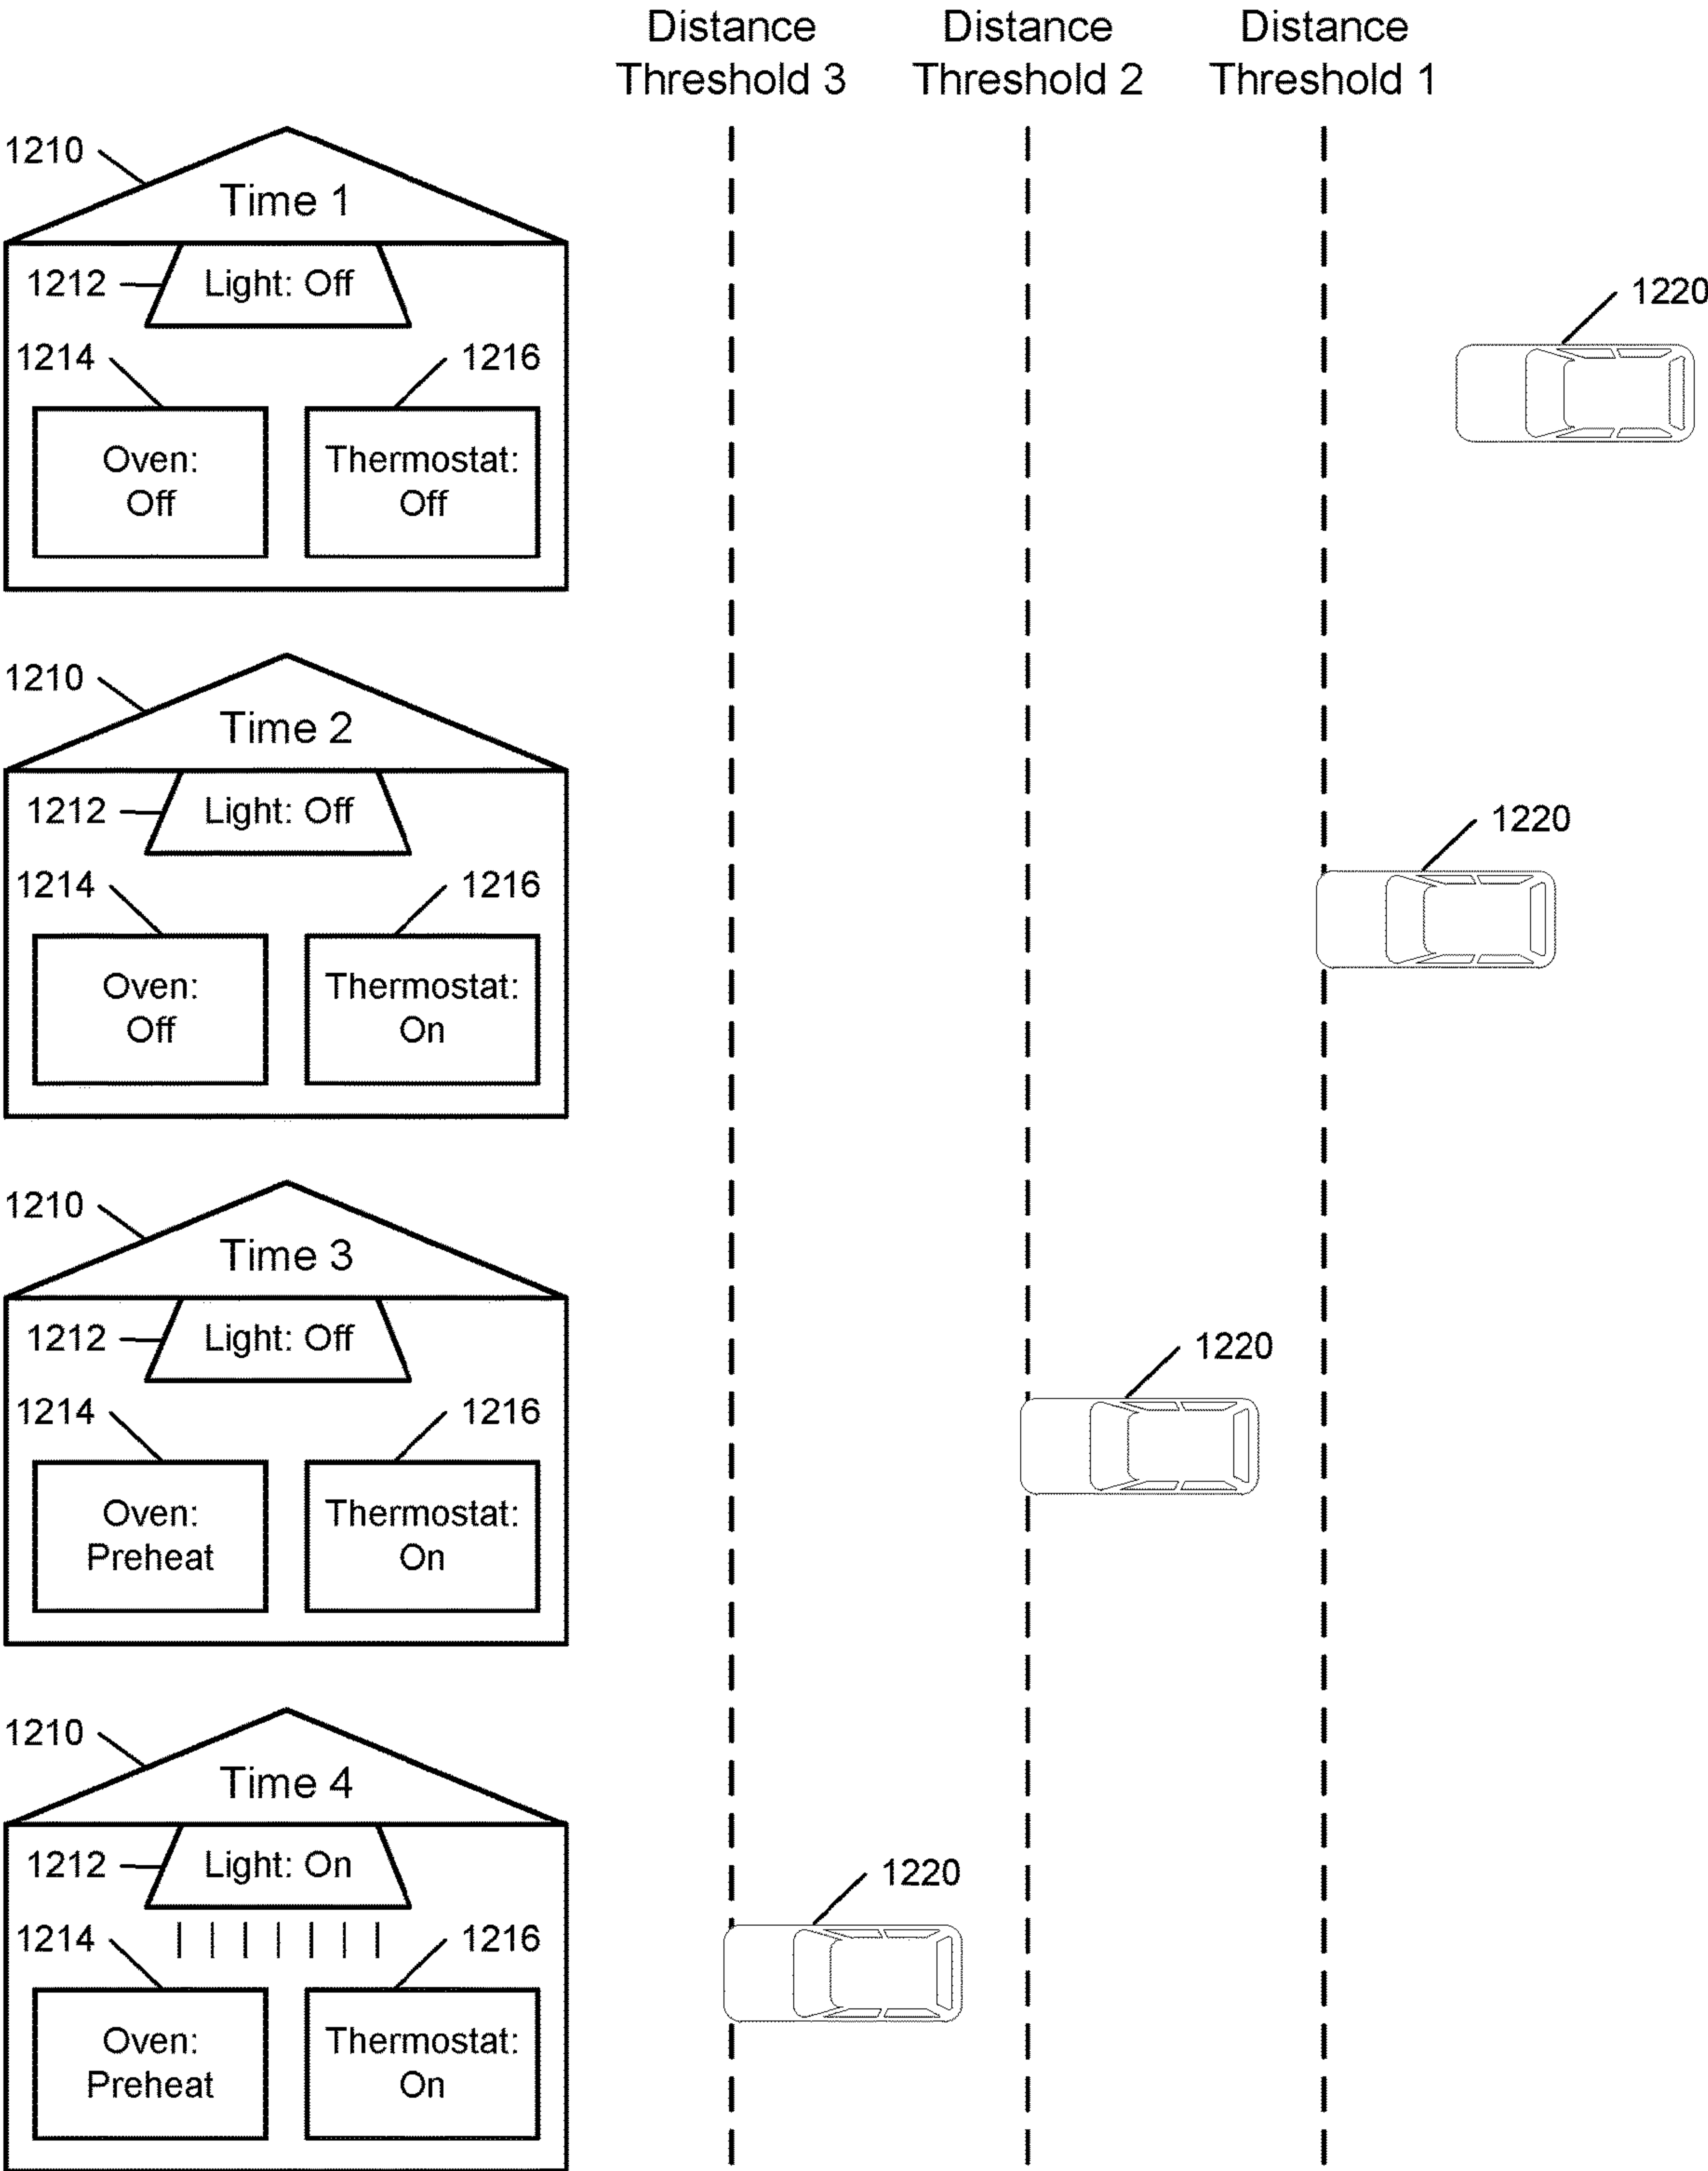 Distance
Threshold 3
Distance
Threshold 2
Distance
Threshold 1
1210
Time 1
1212
Light: Off
1220
1214
1216
Oven:
Off
Thermostat:
Off
1210
Time 2
1212
Light: Off
1220
1214
1216
Oven:
Off
Thermostat:
On
1210
Time 3
1212
Light: Off
1220
1214
1216
Oven:
Preheat
Thermostat:
On
1210
Time 4
1212
Light: On
1220
1214
1216
Oven:
Preheat
Thermostat:
On